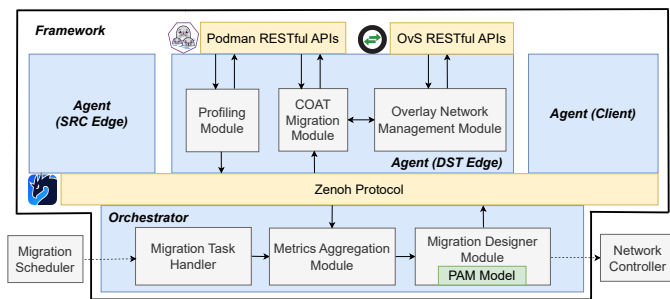 Framework
Podman RESTful APIs
OvS RESTful APIs
Agent
(SRC Edge)
Profiling
Module
COAT
Migration
Module
Overlay Network
Management Module
Agent (DST Edge)
Agent (Client)
Zenoh Protocol
Orchestrator
Migration
Scheduler
Migration Task
Handler
Metrics Aggregation
Module
Migration Designer
Module
PAM Model
Network
Controller